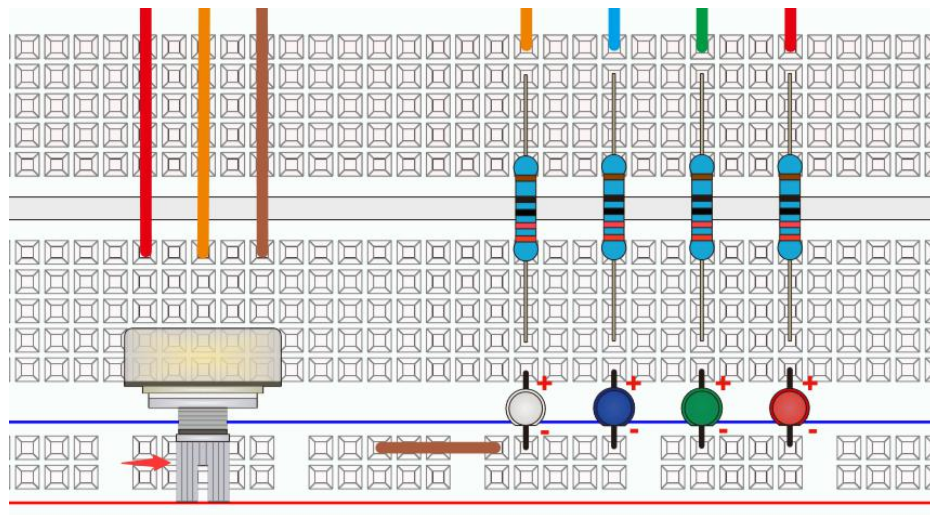 + + + +
- - - -